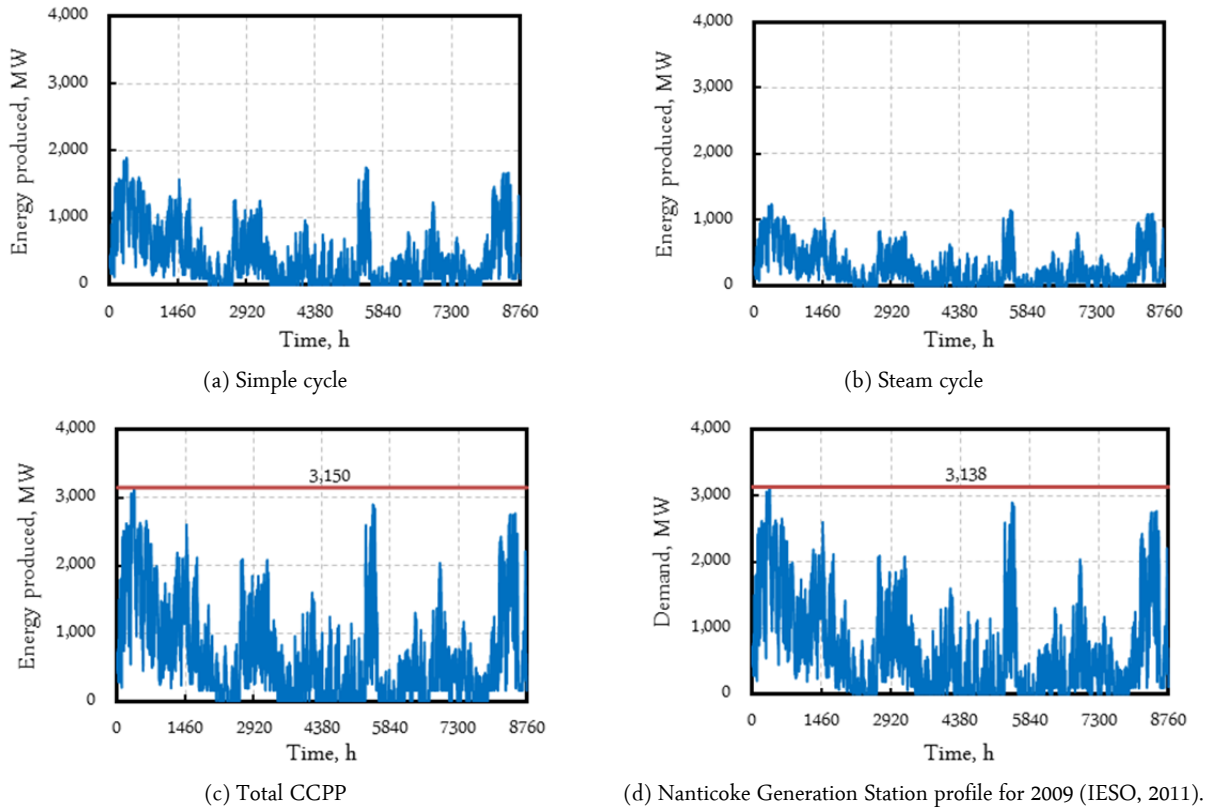 4,000
3,000
2,000
1,000
0
Energy produced, MW
0 1460 2920 4380 5840 7300 8760
Time, h
(a) Simple cycle
4,000
3,000
2,000
1,000
0
Energy produced, MW
0 1460 2920 4380 5840 7300 8760
Time, h
(b) Steam cycle
4,000
3,000
2,000
1,000
0
Energy produced, MW
3,150
0 1460 2920 4380 5840 7300 8760
Time, h
(c) Total CCPP
4,000
3,000
2,000
1,000
0
Demand, MW
3,138
0 1460 2920 4380 5840 7300 8760
Time, h
(d) Nanticoke Generation Station profile for 2009 (IESO, 2011).